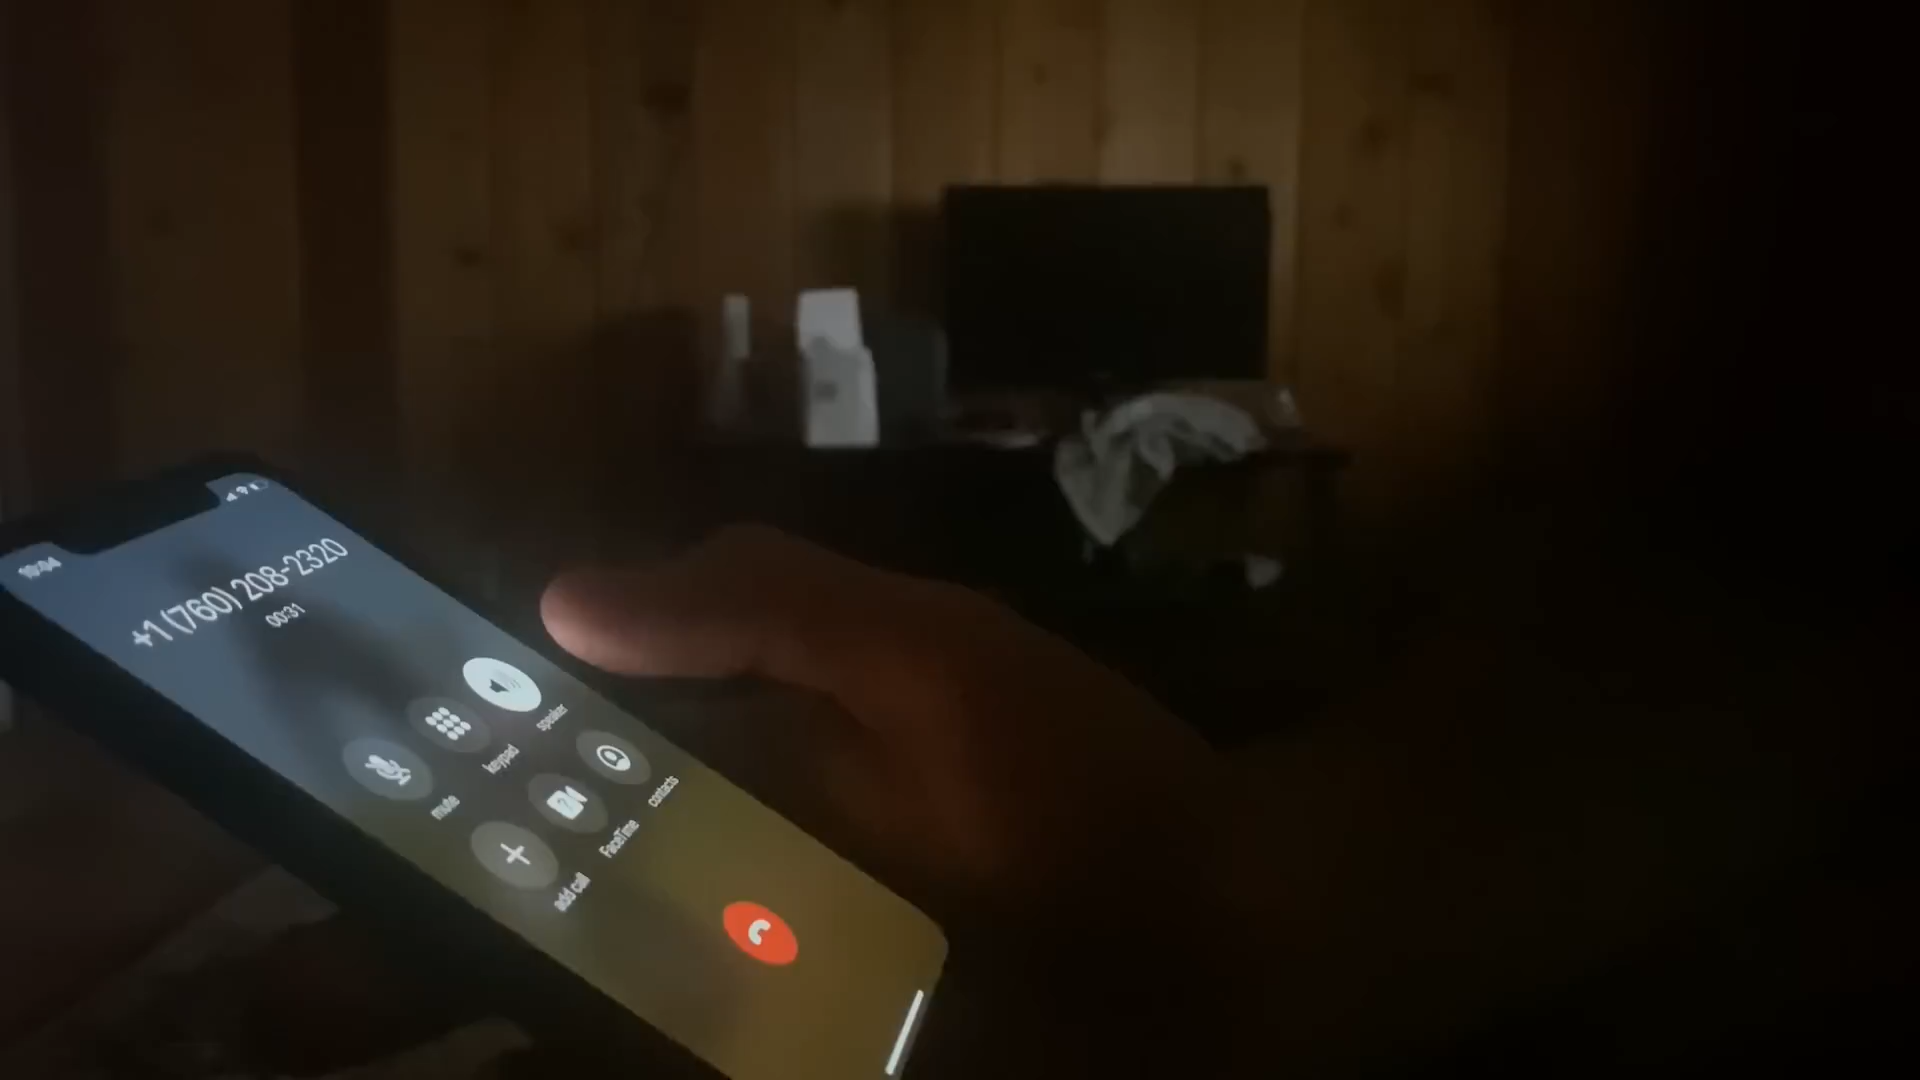 10:04
+1 (760) 208-2320
00:31
mute
keypad
speaker
add call
FaceTime
contacts